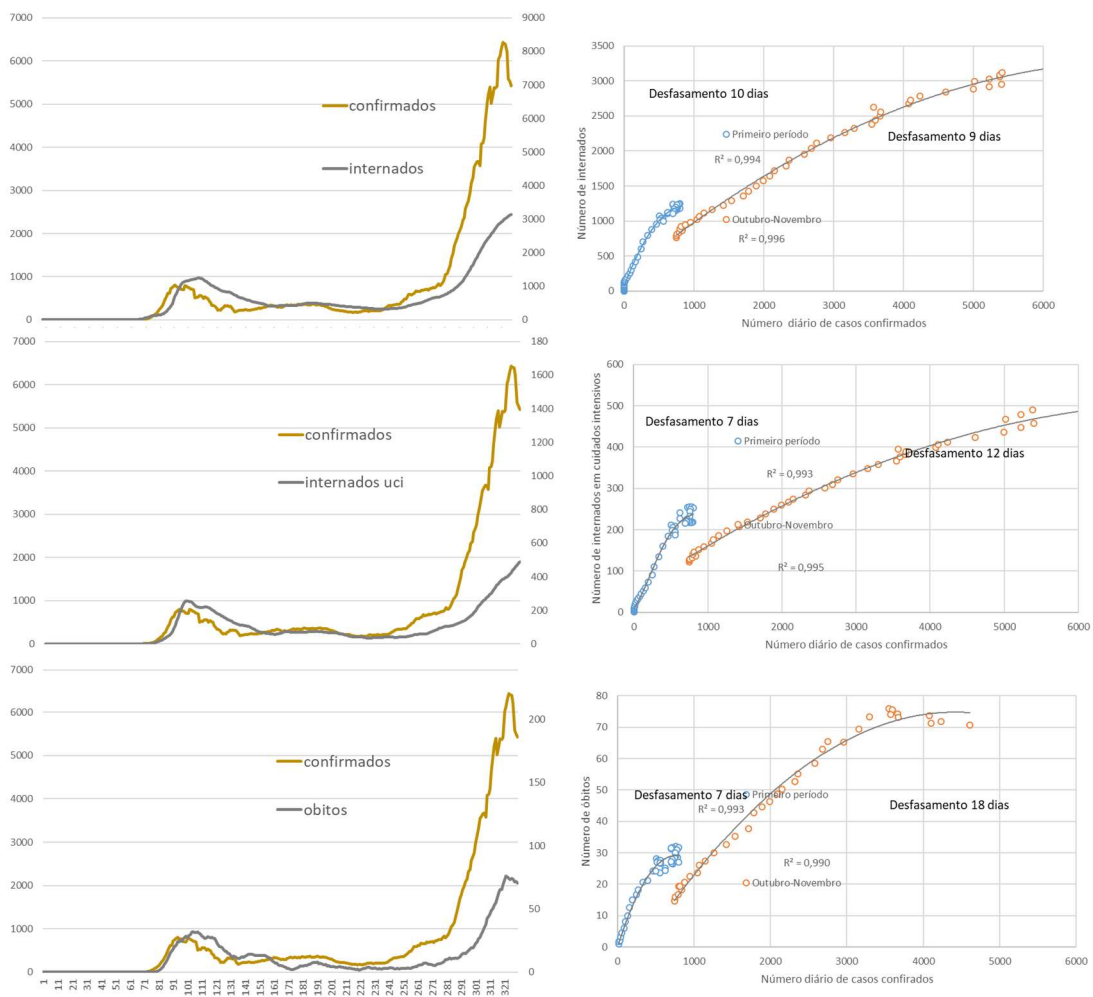 7000
6000
5000
4000
3000
2000
1000
0
9000
8000
7000
6000
5000
4000
3000
2000
1000
0
confirmados
internados
3500
3000
2500
2000
1500
1000
500
0
Número de internados
Desfasamento 10 dias
Primeiro período
Desfasamento 9 dias
R² = 0,994
Outubro-Novembro
R² = 0,996
0 1000 2000 3000 4000 5000 6000
Número diário de casos confirmados
7000
6000
5000
4000
3000
2000
1000
0
180
1600
1400
1200
1000
800
600
400
200
0
confirmados
internados uci
600
500
400
300
200
100
0
Número de internados em cuidados intensivos
Desfasamento 7 dias
Primeiro período
Desfasamento 12 dias
R² = 0,993
Outubro-Novembro
R² = 0,995
0 1000 2000 3000 4000 5000 6000
Número diário de casos confirmados
7000
6000
5000
4000
3000
2000
1000
0
200
150
100
50
0
confirmados
obitos
1 11 21 31 41 51 61 71 81 91 101 111 121 131 141 151 161 171 181 191 201 211 221 231 241 251 261 271 281 291 301 311 321
80
70
60
50
40
30
20
10
0
Número de óbitos
Desfasamento 7 dias
Primeiro período
R² = 0,993
Desfasamento 18 dias
R² = 0,990
Outubro-Novembro
0 1000 2000 3000 4000 5000 6000
Número diário de casos confirados